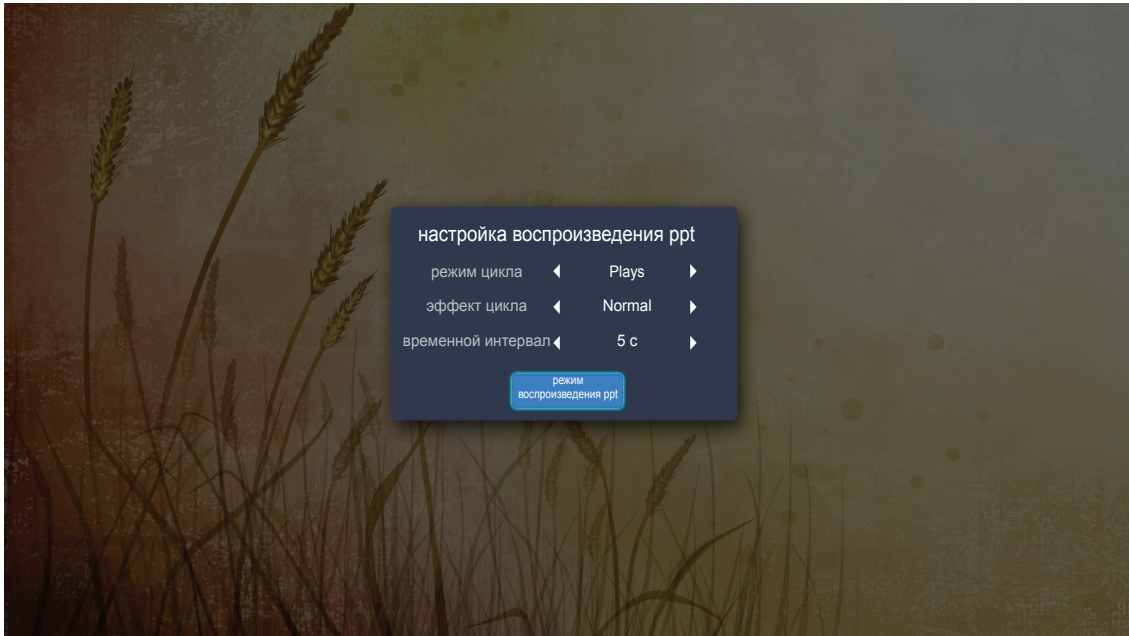 настройка воспроизведения ppt
режим цикла Plays
эффект цикла Normal
временной интервал 5 с
режим
воспроизведения ppt